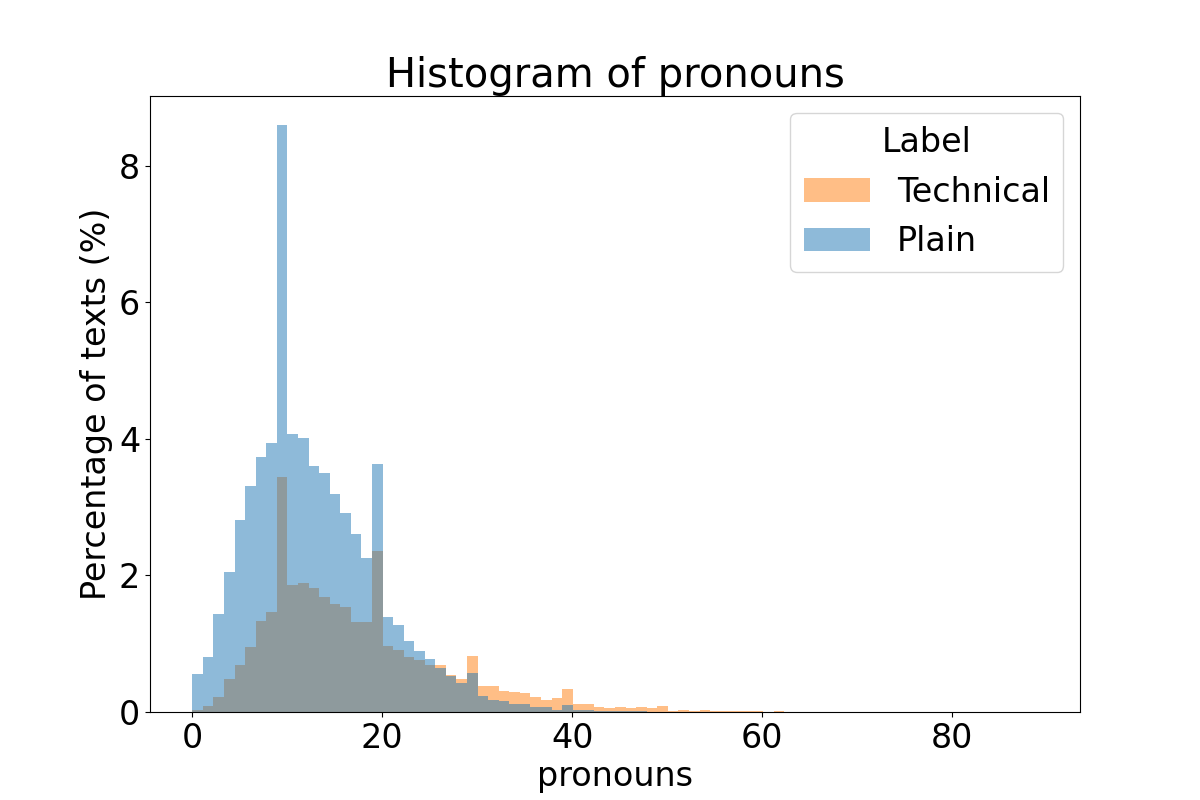 Histogram of pronouns
Label
Technical
Plain
Percentage of texts (%)
8
6
4
2
0
0 20 40 60 80
pronouns